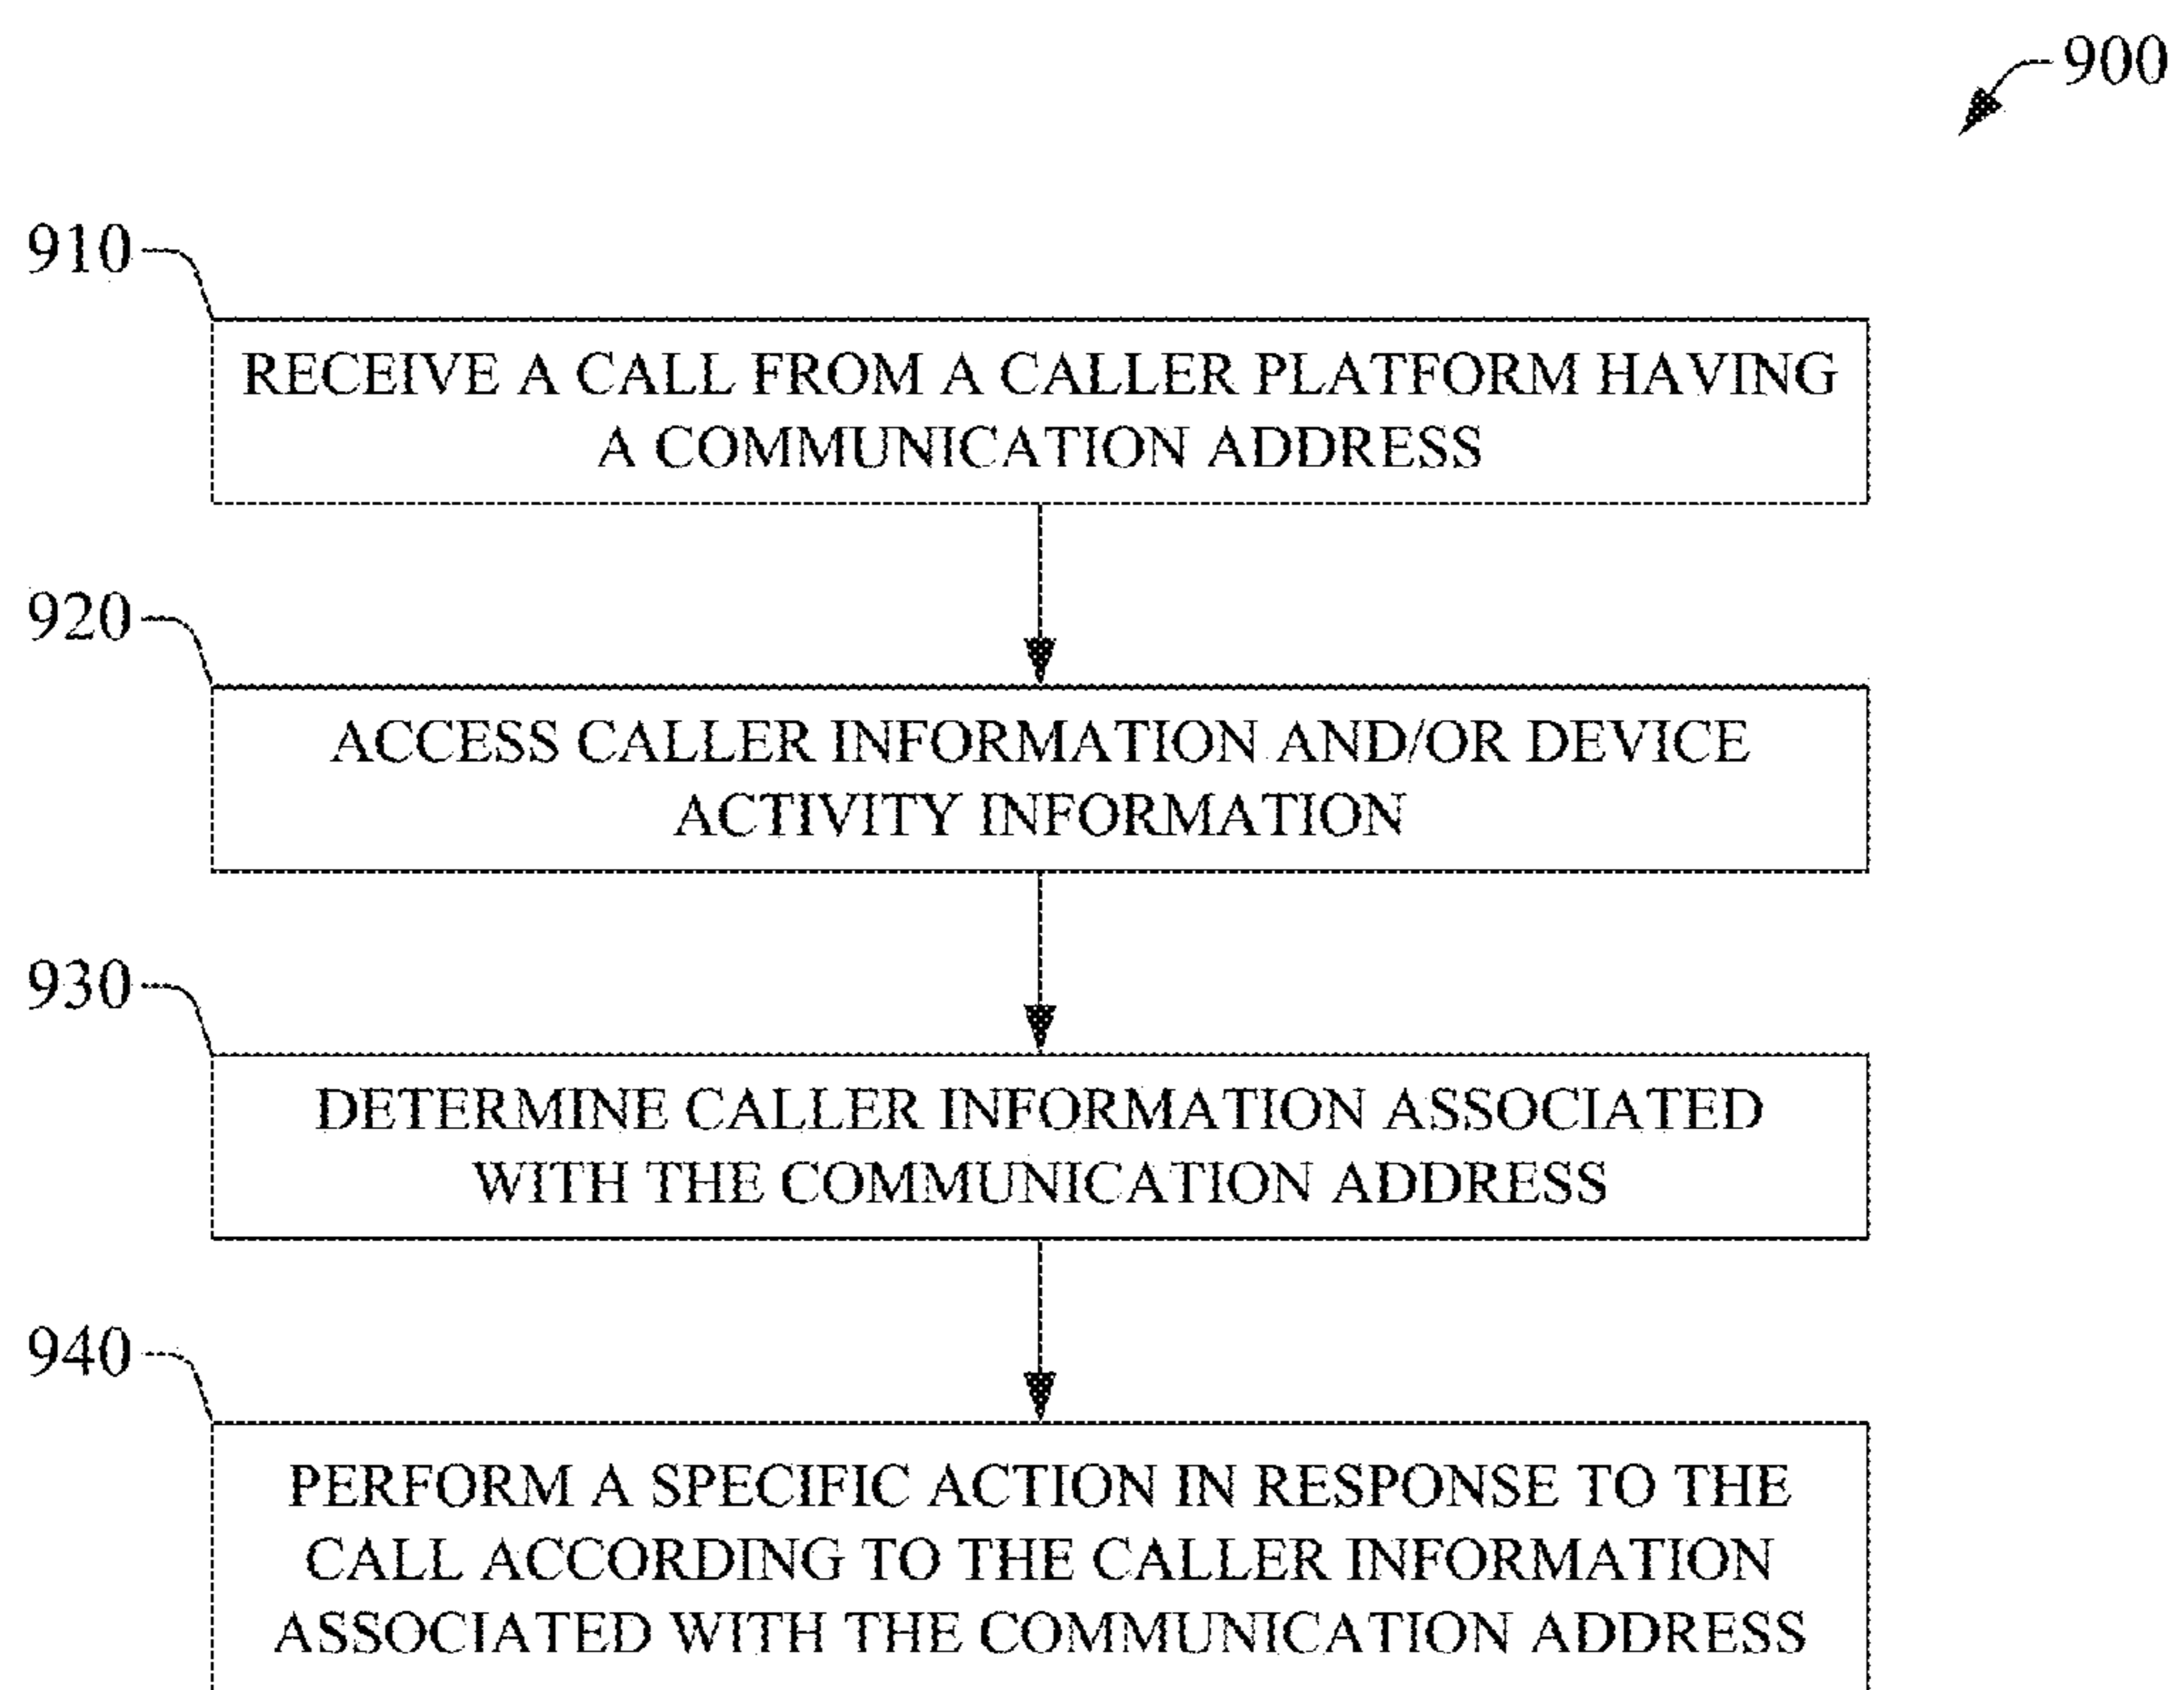 900
910
RECEIVE A CALL FROM A CALLER PLATFORM HAVING
A COMMUNICATION ADDRESS
920
ACCESS CALLER INFORMATION AND/OR DEVICE
ACTIVITY INFORMATION
930
DETERMINE CALLER INFORMATION ASSOCIATED
WITH THE COMMUNICATION ADDRESS
940
PERFORM A SPECIFIC ACTION IN RESPONSE TO THE
CALL ACCORDING TO THE CALLER INFORMATION
ASSOCIATED WITH THE COMMUNICATION ADDRESS